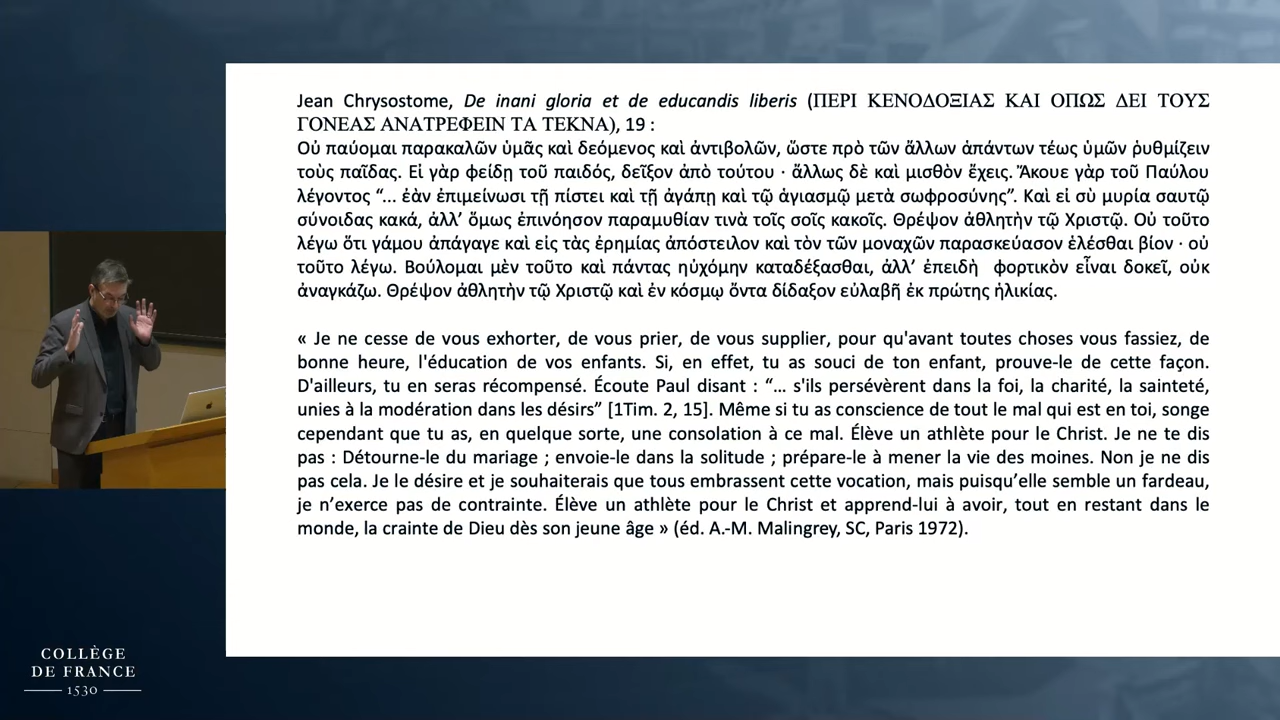 Jean Chrysostome, De inani gloria et de educandis liberis (ΠΕΡΙ ΚΕΝΟΔΟΞΙΑΣ ΚΑΙ ΟΠΩΣ ΔΕΙ ΤΟΥΣ
ΓΟΝΕΑΣ ΑΝΑΤΡΕΦΕΙΝ ΤΑ ΤΕΚΝΑ), 19 :
Οὐ παύομαι παρακαλῶν ὑμᾶς καὶ δεόμενος καὶ ἀντιβολῶν, ὥστε πρὸ τῶν ἄλλων ἁπάντων τέως ὑμῶν ῥυθμίζειν
τοὺς παῖδας. Εἰ γὰρ φείδῃ τοῦ παιδός, δεῖξον ἀπὸ τούτου · ἄλλως δὲ καὶ μισθὸν ἔχεις. Ἄκουε γὰρ τοῦ Παύλου
λέγοντος “... ἐὰν ἐπιμείνωσι τῇ πίστει καὶ τῇ ἀγάπῃ καὶ τῷ ἁγιασμῷ μετὰ σωφροσύνης”. Καὶ εἰ σὺ μυρία σαυτῷ
σύνοιδας κακά, ἀλλ’ ὅμως ἐπινόησον παραμυθίαν τινὰ τοῖς σοῖς κακοῖς. Θρέψον ἀθλητὴν τῷ Χριστῷ. Οὐ τοῦτο
λέγω ὅτι γάμου ἀπάγαγε καὶ εἰς τὰς ἐρημίας ἀπόστειλον καὶ τὸν τῶν μοναχῶν παρασκεύασον ἑλέσθαι βίον · οὐ
τοῦτο λέγω. Βούλομαι μὲν τοῦτο καὶ πάντας ηὐχόμην καταδέξασθαι, ἀλλ’ ἐπειδὴ φορτικὸν εἶναι δοκεῖ, οὐκ
ἀναγκάζω. Θρέψον ἀθλητὴν τῷ Χριστῷ καὶ ἐν κόσμῳ ὄντα δίδαξον εὐλαβῆ ἐκ πρώτης ἡλικίας.
« Je ne cesse de vous exhorter, de vous prier, de vous supplier, pour qu'avant toutes choses vous fassiez, de
bonne heure, l'éducation de vos enfants. Si, en effet, tu as souci de ton enfant, prouve-le de cette façon.
D'ailleurs, tu en seras récompensé. Écoute Paul disant : “… s'ils persévèrent dans la foi, la charité, la sainteté,
unies à la modération dans les désirs” [1Tim. 2, 15]. Même si tu as conscience de tout le mal qui est en toi, songe
cependant que tu as, en quelque sorte, une consolation à ce mal. Élève un athlète pour le Christ. Je ne te dis
pas : Détourne-le du mariage ; envoie-le dans la solitude ; prépare-le à mener la vie des moines. Non je ne dis
pas cela. Je le désire et je souhaiterais que tous embrassent cette vocation, mais puisqu’elle semble un fardeau,
je n’exerce pas de contrainte. Élève un athlète pour le Christ et apprend-lui à avoir, tout en restant dans le
monde, la crainte de Dieu dès son jeune âge » (éd. A.-M. Malingrey, SC, Paris 1972).
COLLÈGE
DE FRANCE
1530